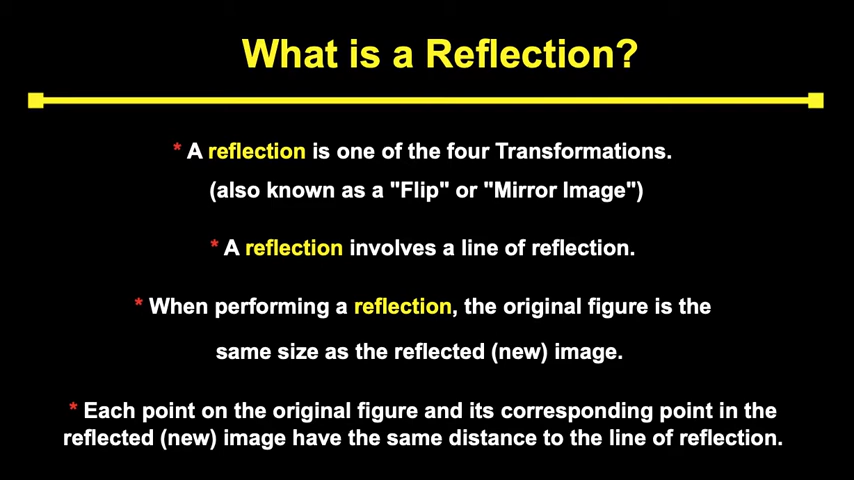 What is a Reflection?
* A reflection is one of the four Transformations.
(also known as a "Flip" or "Mirror Image")
* A reflection involves a line of reflection.
* When performing a reflection, the original figure is the
same size as the reflected (new) image.
* Each point on the original figure and its corresponding point in the
reflected (new) image have the same distance to the line of reflection.